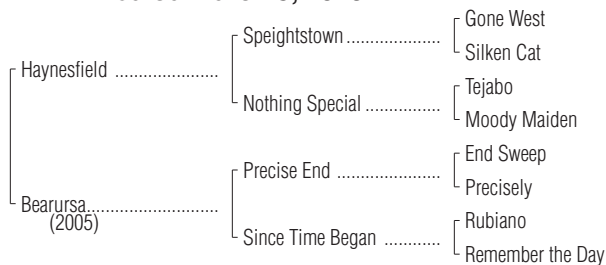 Gone West
Speightstown ....................
Silken Cat
Haynesfield ......................
Tejabo
Nothing Special ................
Moody Maiden
End Sweep
Precise End ......................
Precisely
Bearursa............................
(2005)
Rubiano
Since Time Began ............
Remember the Day